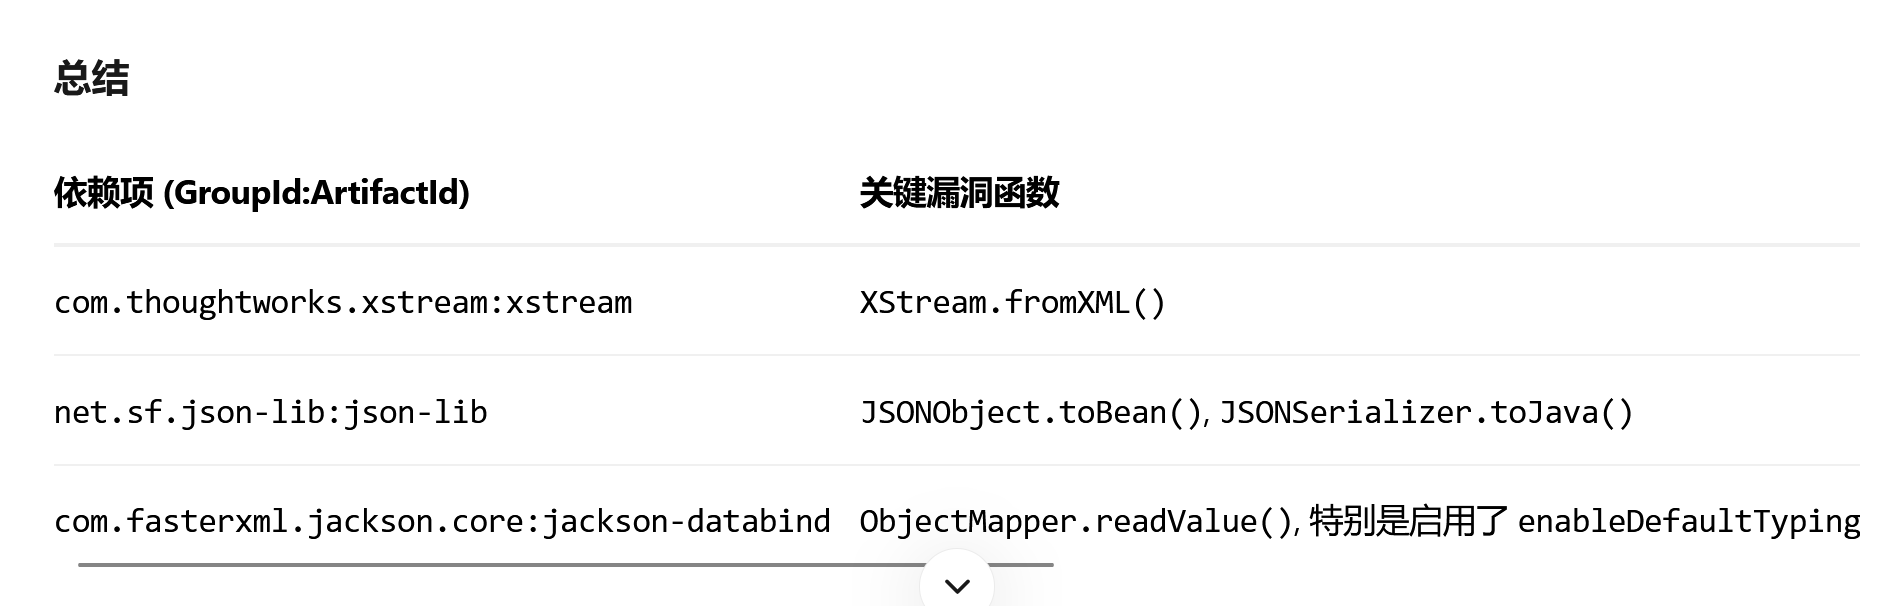 总结
依赖项 (GroupId:ArtifactId) 关键漏洞函数
com.thoughtworks.xstream:xstream XStream.fromXML()
net.sf.json-lib:json-lib JSONObject.toBean(), JSONSerializer.toJava()
com.fasterxml.jackson.core:jackson-databind ObjectMapper.readValue(), 特别是启用了 enableDefaultTyping